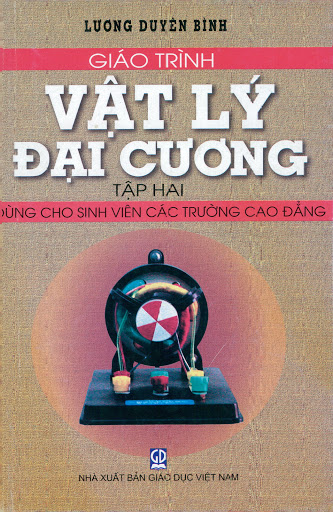 LƯƠNG DUYÊN BÌNH
GIÁO TRÌNH
VẬT LÝ
ĐẠI CƯƠNG
TẬP HAI
DÙNG CHO SINH VIÊN CÁC TRƯỜNG CAO ĐẲNG
GD
NHÀ XUẤT BẢN GIÁO DỤC VIỆT NAM